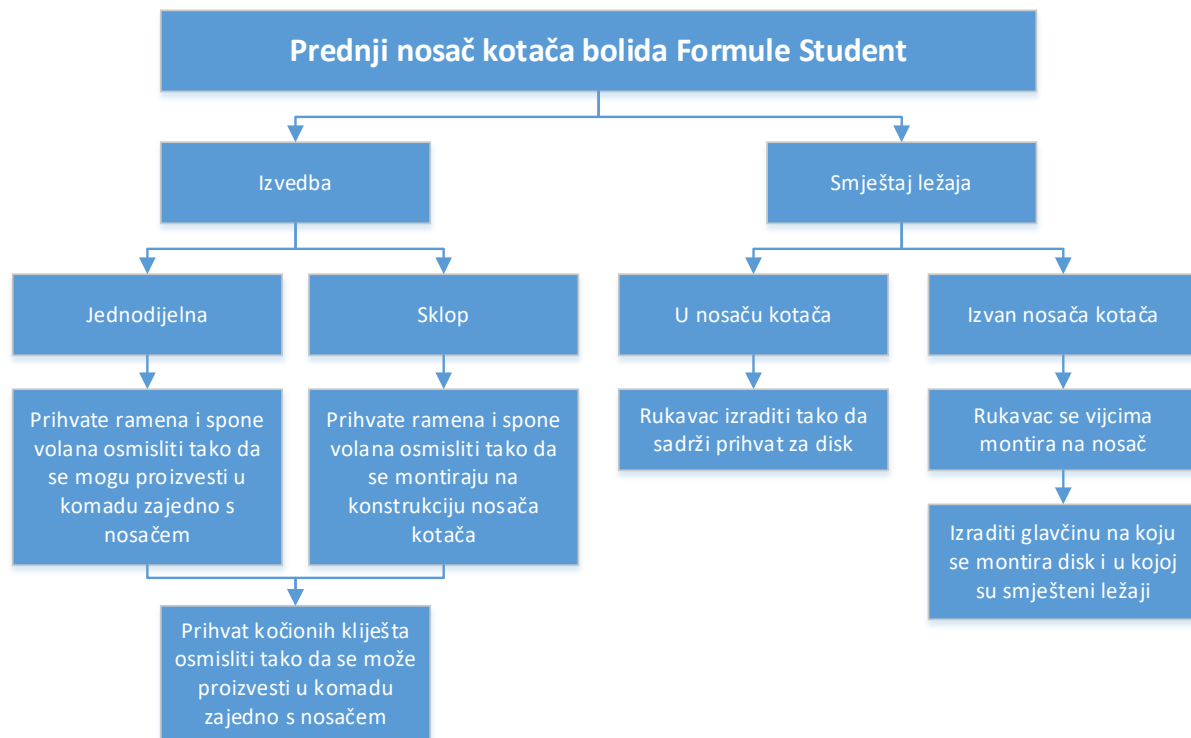 Prednji nosač kotača bolida Formule Student
Izvedba
Smještaj ležaja
Jednodijelna
Sklop
U nosaču kotača
Izvan nosača kotača
Prihvate ramena i spone
volana osmisliti tako da
se mogu proizvesti u
komadu zajedno s
nosačem
Prihvate ramena i spone
volana osmisliti tako da
se montiraju na
konstrukciju nosača
kotača
Rukavac izraditi tako da
sadrži prihvat za disk
Rukavac se vijcima
montira na nosač
Izraditi glavčinu na koju
se montira disk i u kojoj
su smješteni ležaji
Prihvat kočionih kliješta
osmisliti tako da se može
proizvesti u komadu
zajedno s nosačem